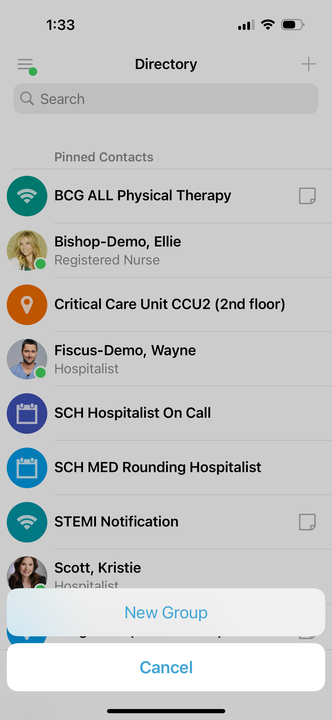 1:33
Directory
Search
Pinned Contacts
BCG ALL Physical Therapy
Bishop-Demo, Ellie
Registered Nurse
Critical Care Unit CCU2 (2nd floor)
Fiscus-Demo, Wayne
Hospitalist
SCH Hospitalist On Call
SCH MED Rounding Hospitalist
STEMI Notification
Scott, Kristie
Hospitalist
New Group
Cancel